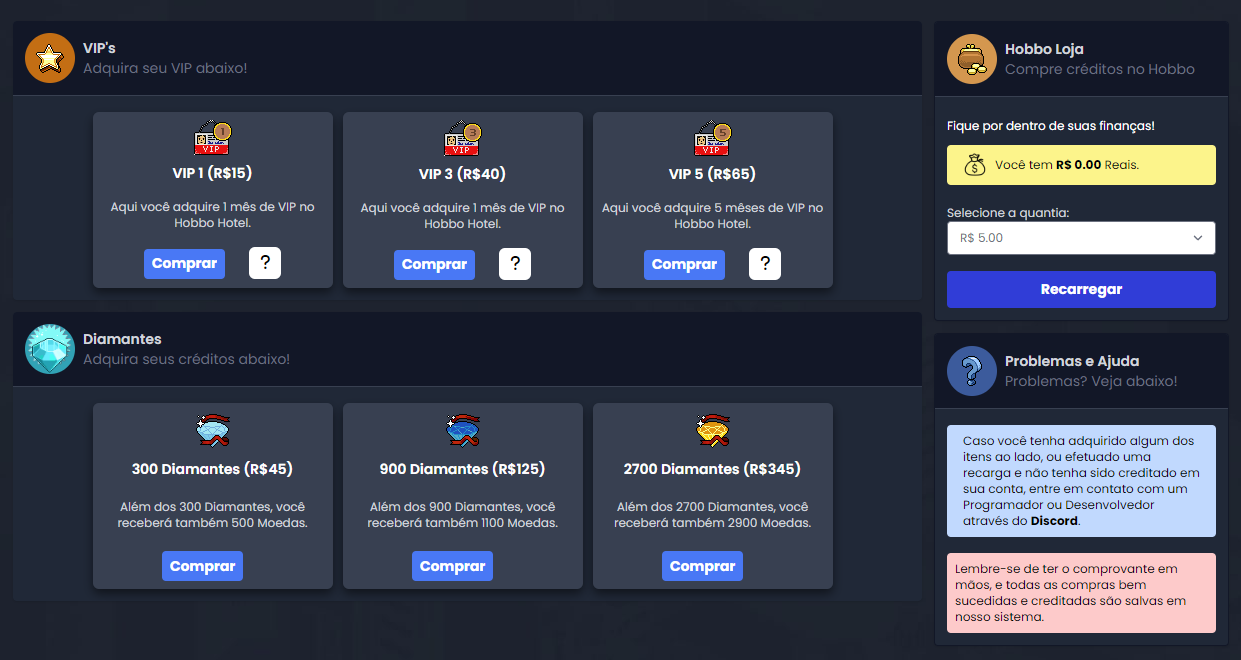 VIP's
Adquira seu VIP abaixo!
1
VIP
VIP 1 (R$15)
Aqui você adquire 1 mês de VIP no
Hobbo Hotel.
Comprar
?
3
VIP
VIP 3 (R$40)
Aqui você adquire 1 mês de VIP no
Hobbo Hotel.
Comprar
?
5
VIP
VIP 5 (R$65)
Aqui você adquire 5 mêses de VIP no
Hobbo Hotel.
Comprar
?
Diamantes
Adquira seus créditos abaixo!
300 Diamantes (R$45)
Além dos 300 Diamantes, você
receberá também 500 Moedas.
Comprar
900 Diamantes (R$125)
Além dos 900 Diamantes, você
receberá também 1100 Moedas.
Comprar
2700 Diamantes (R$345)
Além dos 2700 Diamantes, você
receberá também 2900 Moedas.
Comprar
Hobbo Loja
Compre créditos no Hobbo
Fique por dentro de suas finanças!
$
Você tem R$ 0.00 Reais.
Selecione a quantia:
R$ 5.00
Recarregar
?
Problemas e Ajuda
Problemas? Veja abaixo!
Caso você tenha adquirido algum dos
itens ao lado, ou efetuado uma
recarga e não tenha sido creditado em
sua conta, entre em contato com um
Programador ou Desenvolvedor
através do Discord.
Lembre-se de ter o comprovante em
mãos, e todas as compras bem
sucedidas e creditadas são salvas em
nosso sistema.